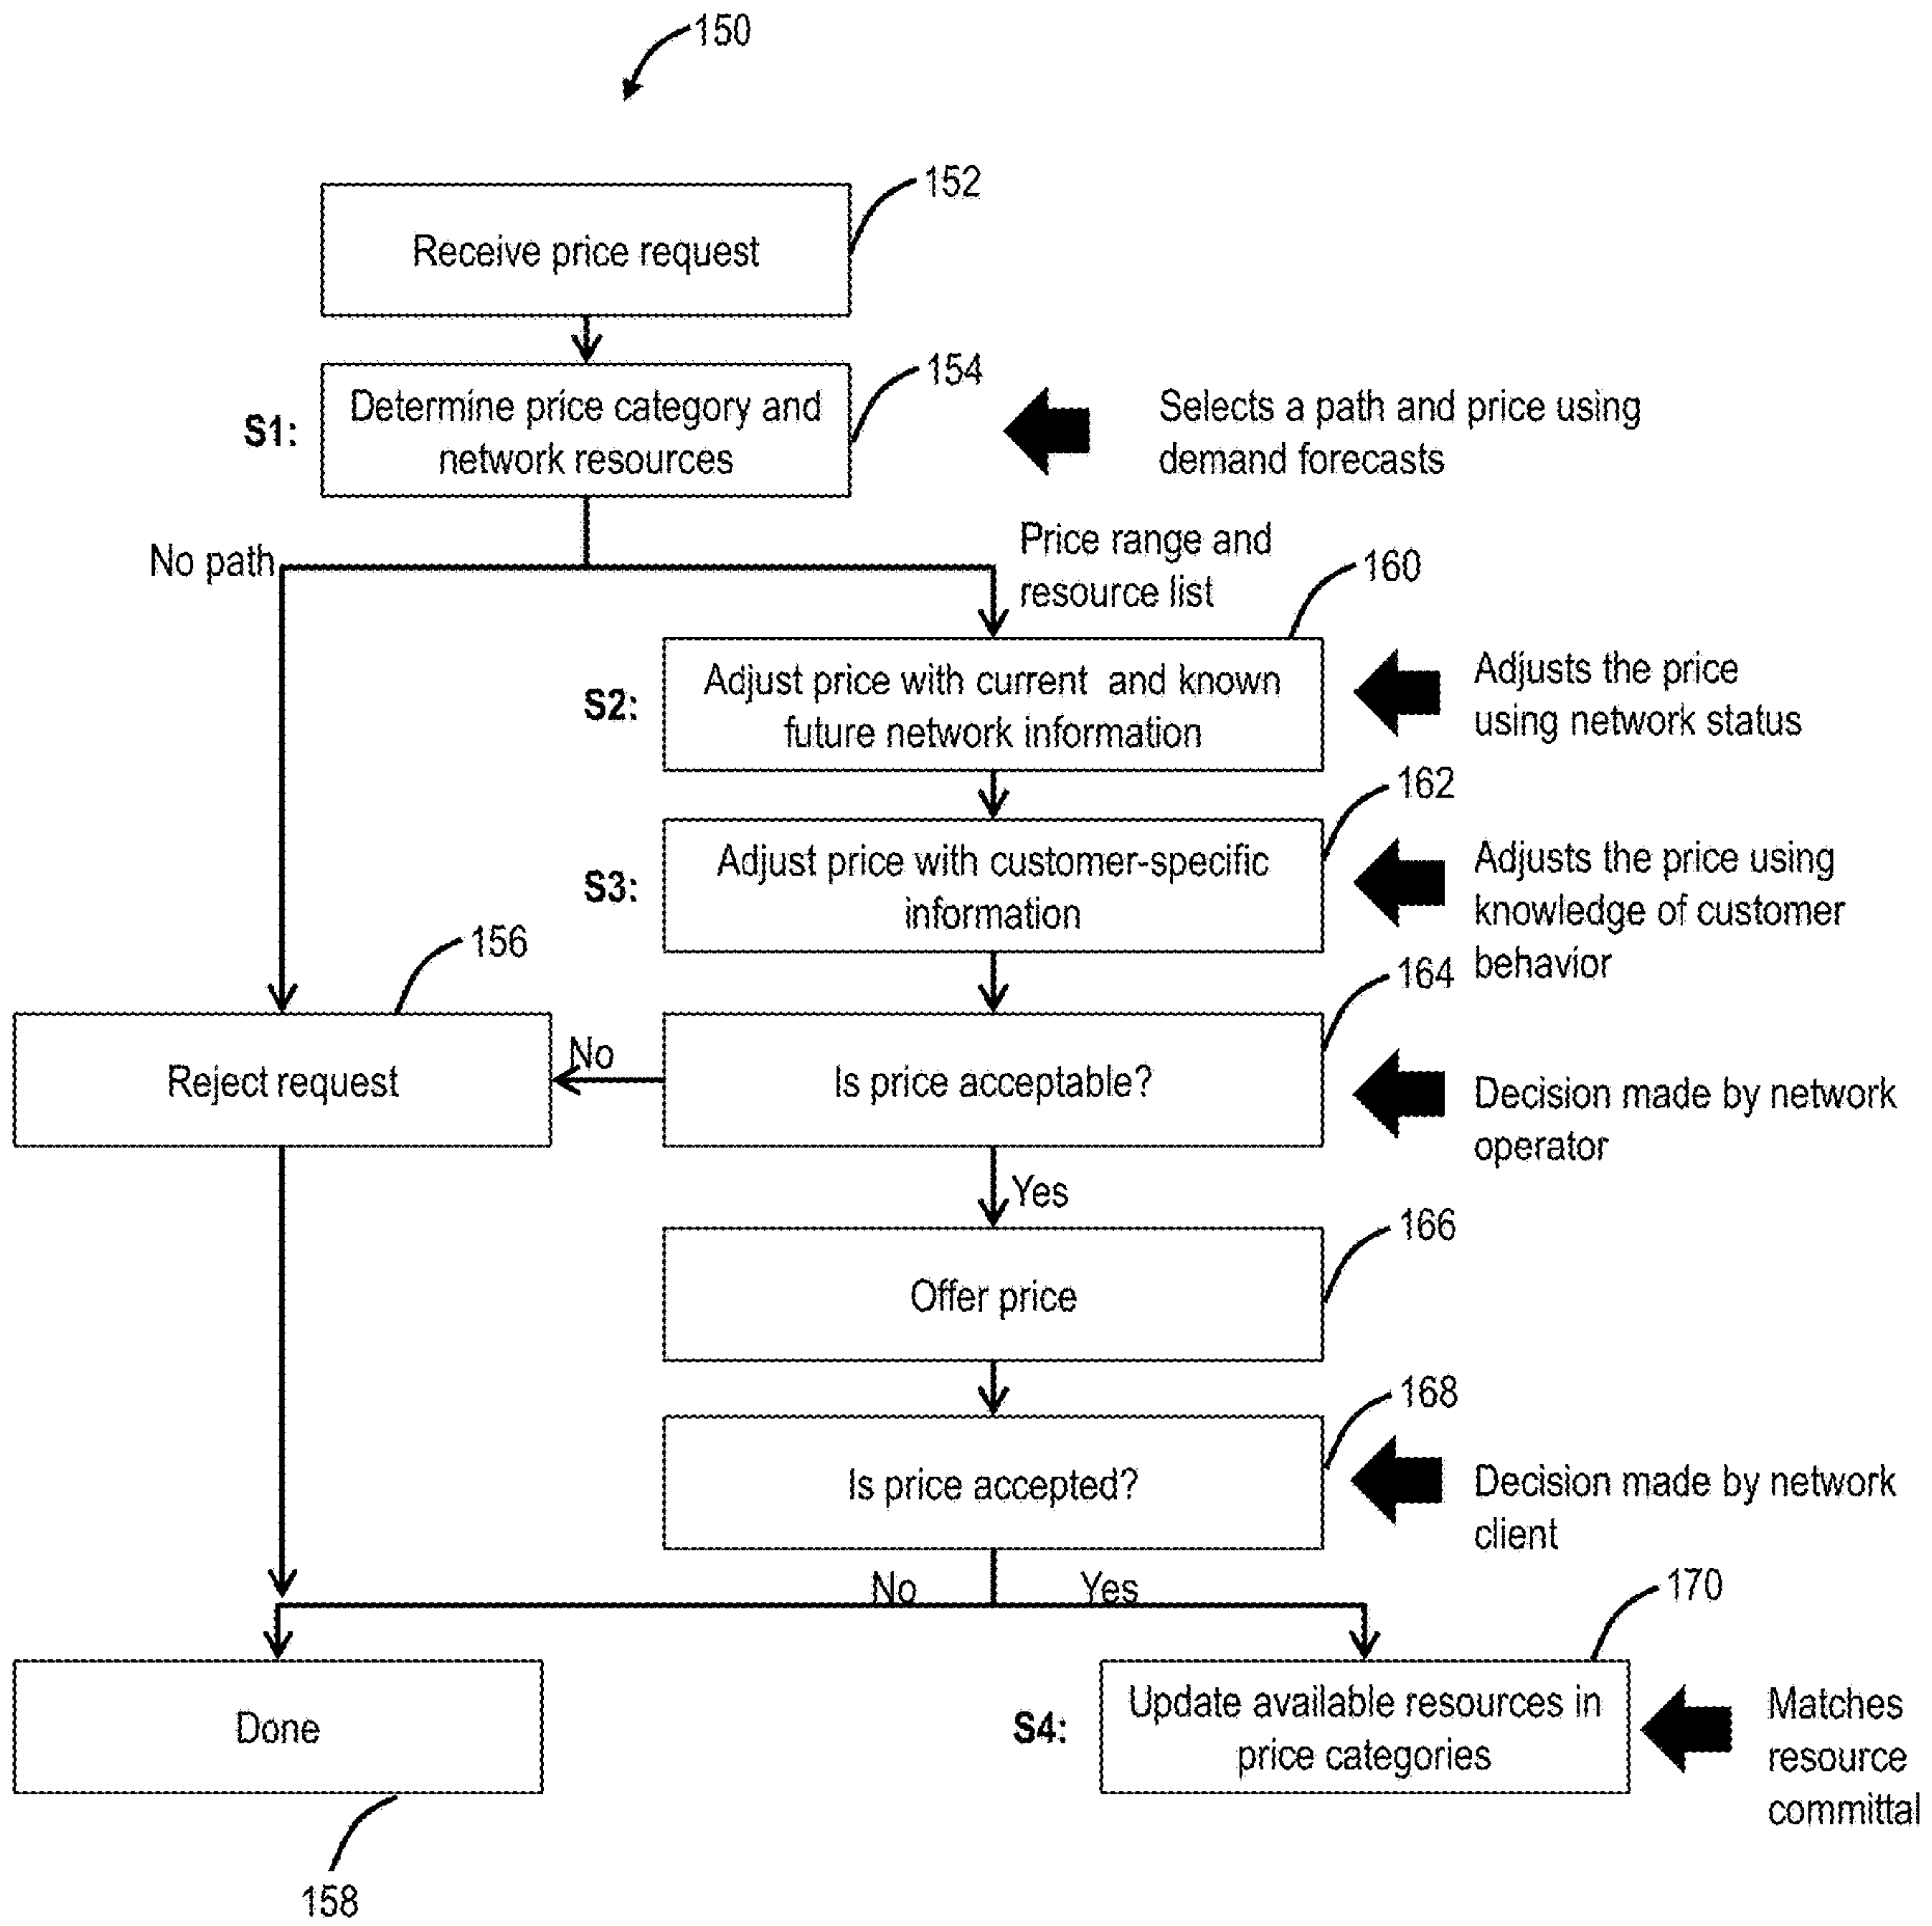 150
152
Receive price request
154
S1:
Determine price category and
network resources
Selects a path and price using
demand forecasts
No path
Price range and
resource list
160
S2:
Adjust price with current and known
future network information
Adjusts the price
using network status
162
S3:
Adjust price with customer-specific
information
Adjusts the price using
knowledge of customer
behavior
156
164
Reject request
No
Is price acceptable?
Decision made by network
operator
Yes
166
Offer price
168
Is price accepted?
Decision made by network
client
No
Yes
170
Done
S4:
Update available resources in
price categories
Matches
resource
committal
158